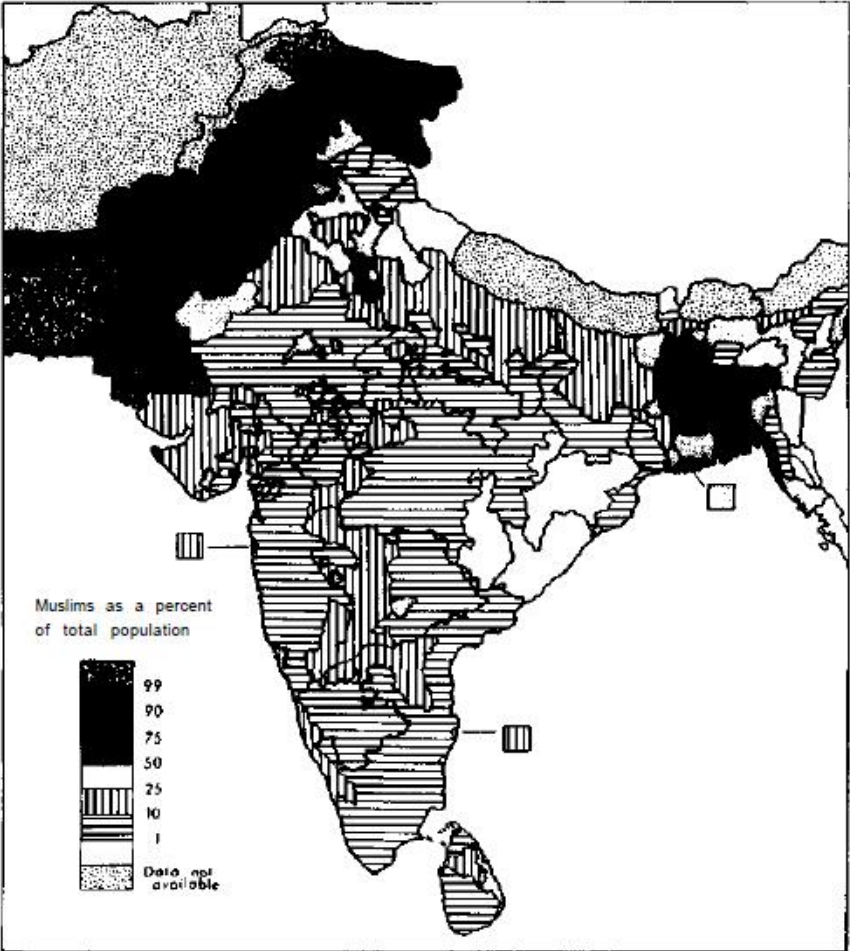 Muslims as a percent
of total population
99
90
75
50
25
10
1
Data not
available